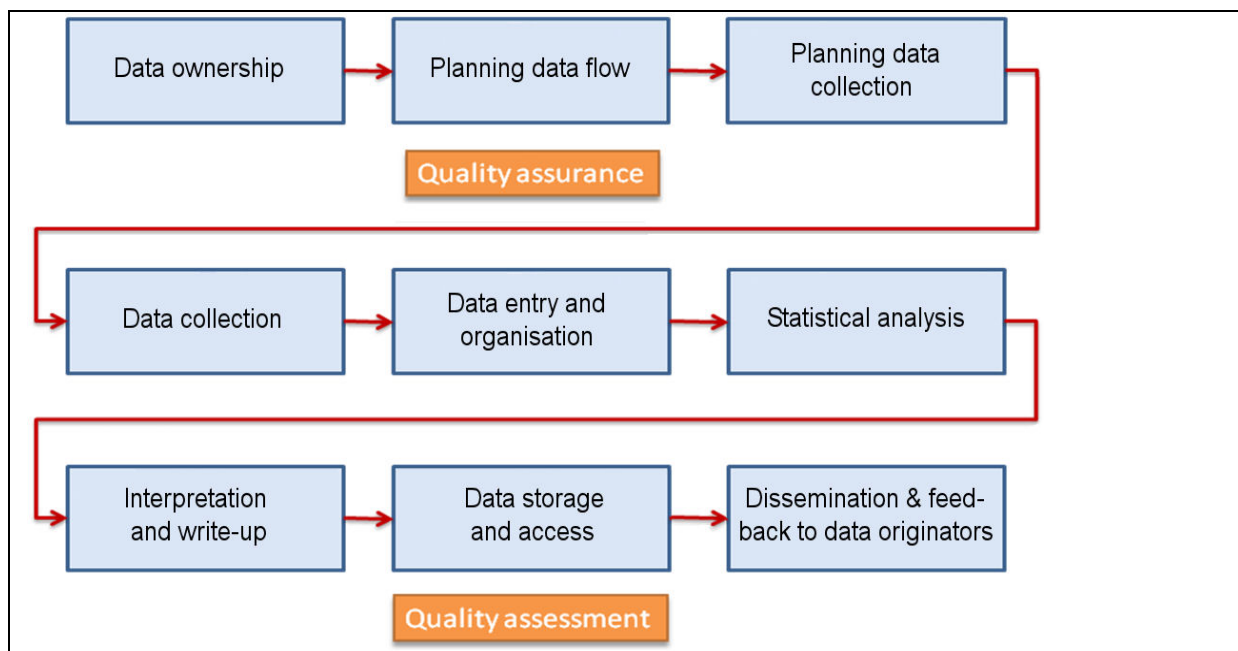 Data ownership
Planning data flow
Planning data
collection
Quality assurance
Data collection
Data entry and
organisation
Statistical analysis
Interpretation
and write-up
Data storage
and access
Dissemination & feed-
back to data originators
Quality assessment